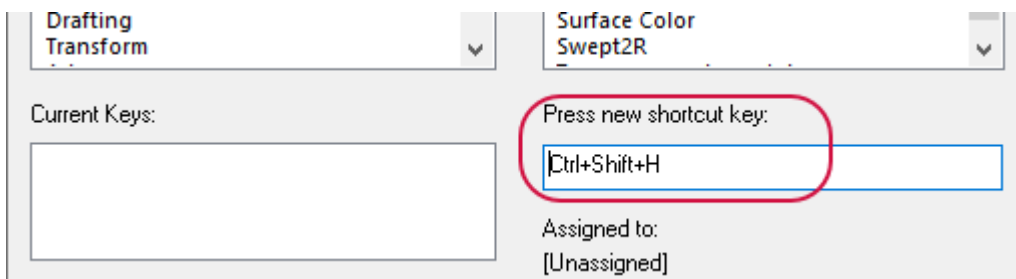 Drafting
Transform
Surface Color
Swept2R
Current Keys:
Press new shortcut key:
Ctrl+Shift+H
Assigned to:
[Unassigned]